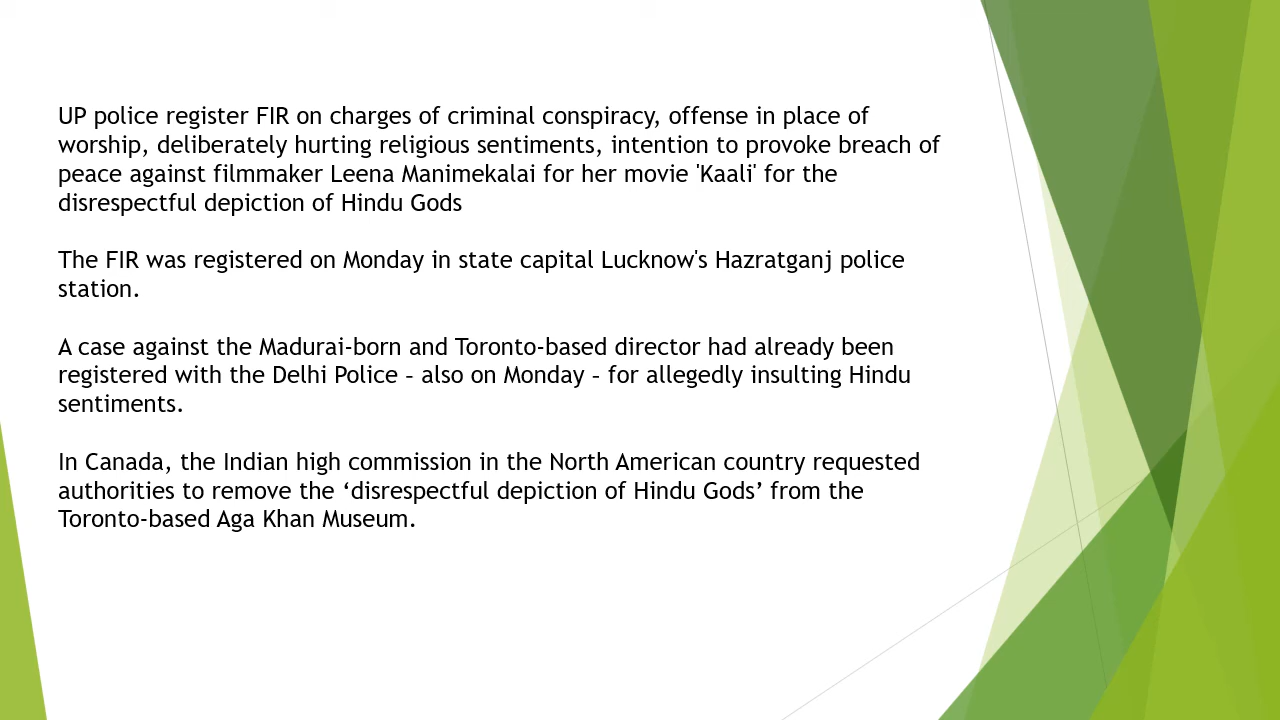 UP police register FIR on charges of criminal conspiracy, offense in place of
worship, deliberately hurting religious sentiments, intention to provoke breach of
peace against filmmaker Leena Manimekalai for her movie 'Kaali' for the
disrespectful depiction of Hindu Gods
The FIR was registered on Monday in state capital Lucknow's Hazratganj police
station.
A case against the Madurai-born and Toronto-based director had already been
registered with the Delhi Police – also on Monday – for allegedly insulting Hindu
sentiments.
In Canada, the Indian high commission in the North American country requested
authorities to remove the ‘disrespectful depiction of Hindu Gods’ from the
Toronto-based Aga Khan Museum.